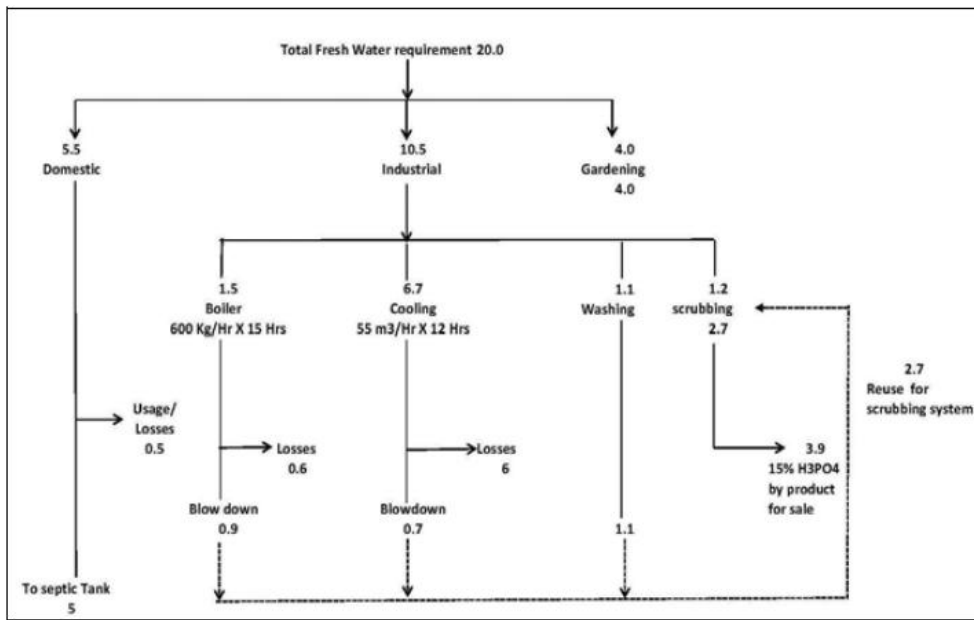 Total Fresh Water requirement 20.0
5.5
Domestic
10.5
Industrial
4.0
Gardening
4.0
1.5
Boiler
600 Kg/Hr X 15 Hrs
6.7
Cooling
55 m3/Hr X 12 Hrs
1.1
Washing
1.2
scrubbing
2.7
2.7
Reuse for
scrubbing system
Usage/
Losses
0.5
Losses
0.6
Losses
6
3.9
15% H3PO4
by product
for sale
Blow down
0.9
Blowdown
0.7
1.1
To septic Tank
5